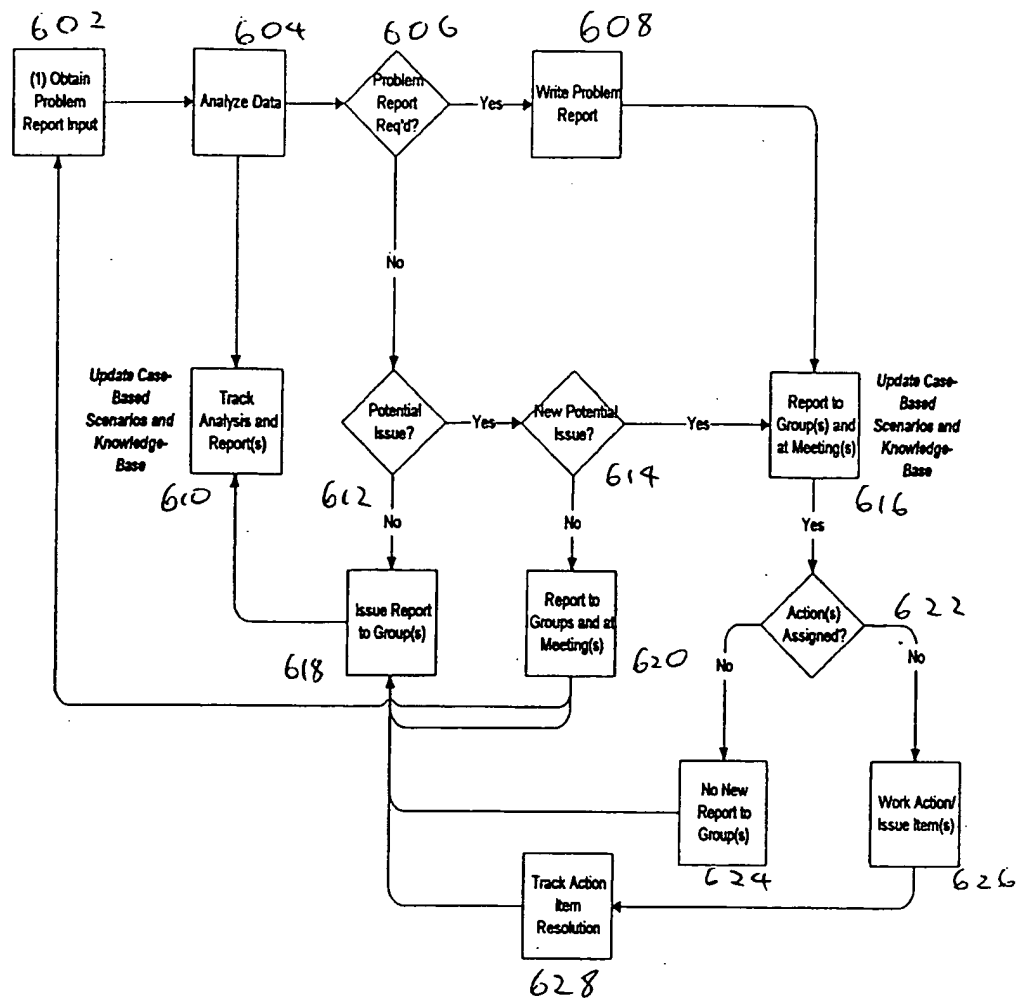 602
604
606
608
(1) Obtain
Problem
Report Input
Analyze Data
Problem
Report
Req'd?
Yes
Write Problem
Report
No
Update Case-
Based
Scenarios and
Knowledge-
Base
Track
Analysis and
Report(s)
610
Potential
Issue?
612
Yes
New Potential
Issue?
614
Yes
Report to
Group(s) and
at Meeting(s)
616
Update Case-
Based
Scenarios and
Knowledge-
Base
No
No
Yes
Issue Report
to Group(s)
618
Report to
Groups and at
Meeting(s)
620
Action(s)
Assigned?
622
No
No
No New
Report to
Group(s)
624
Work Action/
Issue Item(s)
626
Track Action
Item
Resolution
628